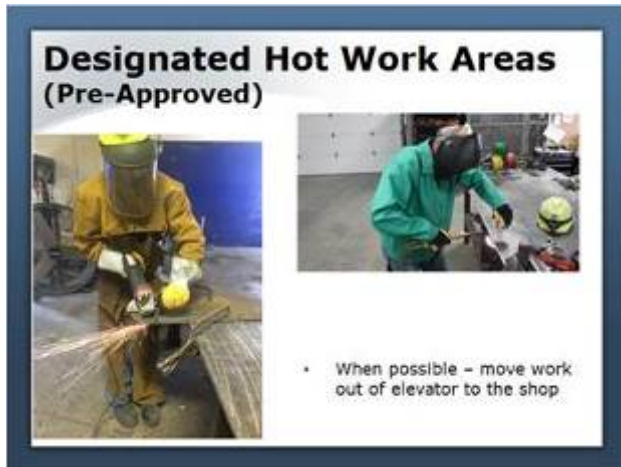 Designated Hot Work Areas
(Pre-Approved)
• When possible – move work
out of elevator to the shop